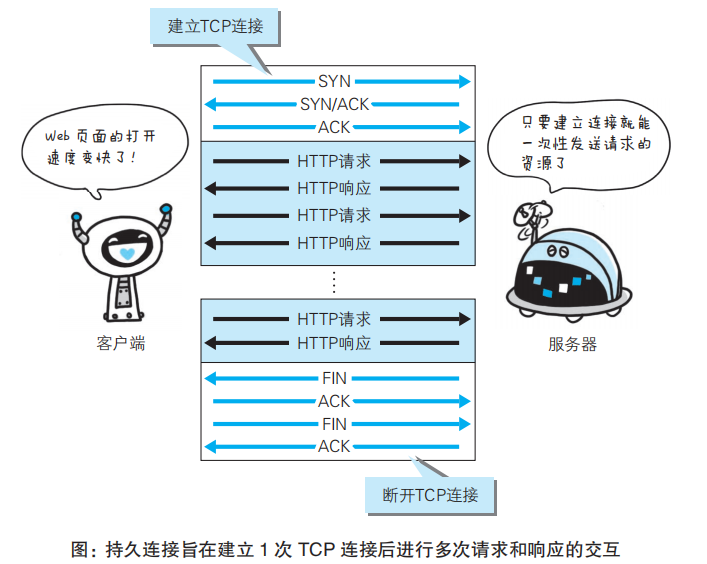 建立TCP连接
SYN
SYN/ACK
ACK
Web 页面的打开
速度变快了!
只要建立连接就能
一次性发送请求的
资源了
HTTP请求
HTTP响应
HTTP请求
HTTP响应
HTTP请求
HTTP响应
客户端
服务器
FIN
ACK
FIN
ACK
断开TCP连接
图：持久连接旨在建立 1 次 TCP 连接后进行多次请求和响应的交互